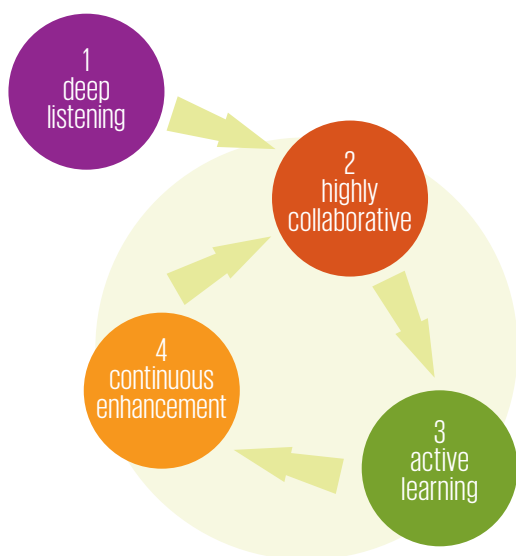 1
deep
listening
2
highly
collaborative
3
active
learning
4
continuous
enhancement